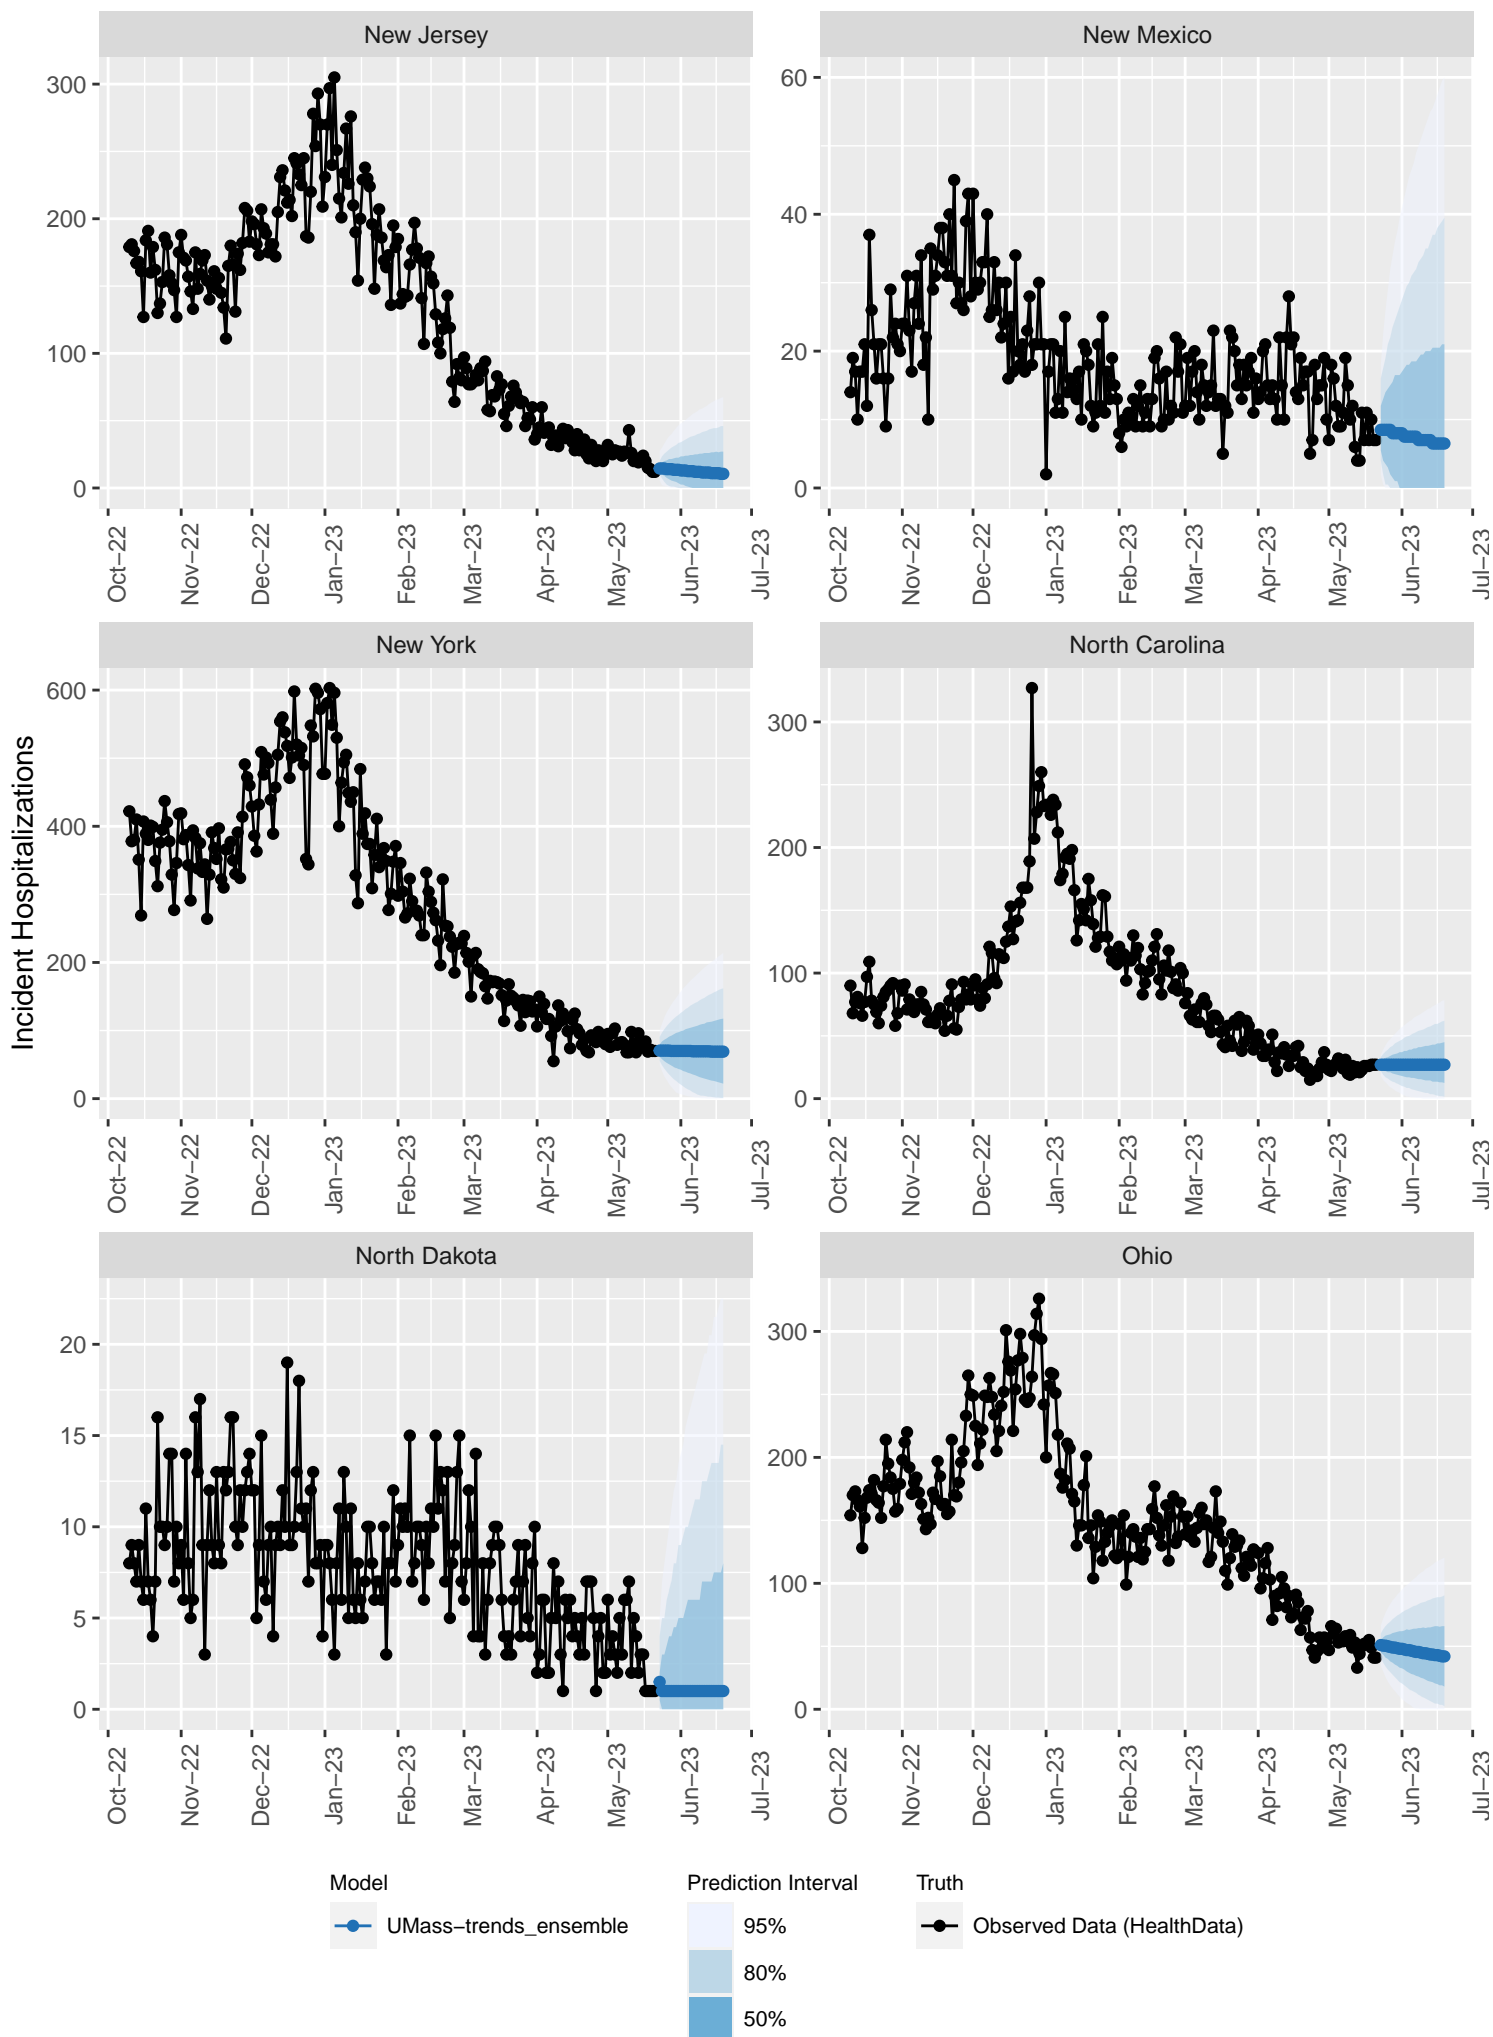 New Jersey
New Mexico
300
200
100
0
60
40
20
0
Oct−22
Nov−22
Dec−22
Jan−23
Feb−23
Mar−23
Apr−23
May−23
Jun−23
Jul−23
Oct−22
Nov−22
Dec−22
Jan−23
Feb−23
Mar−23
Apr−23
May−23
Jun−23
Jul−23
New York
North Carolina
600
400
200
0
300
200
100
0
Oct−22
Nov−22
Dec−22
Jan−23
Feb−23
Mar−23
Apr−23
May−23
Jun−23
Jul−23
Oct−22
Nov−22
Dec−22
Jan−23
Feb−23
Mar−23
Apr−23
May−23
Jun−23
Jul−23
Incident Hospitalizations
North Dakota
Ohio
20
15
10
5
0
300
200
100
0
Oct−22
Nov−22
Dec−22
Jan−23
Feb−23
Mar−23
Apr−23
May−23
Jun−23
Jul−23
Oct−22
Nov−22
Dec−22
Jan−23
Feb−23
Mar−23
Apr−23
May−23
Jun−23
Jul−23
Model
UMass−trends_ensemble
Prediction Interval
95%
80%
50%
Truth
Observed Data (HealthData)